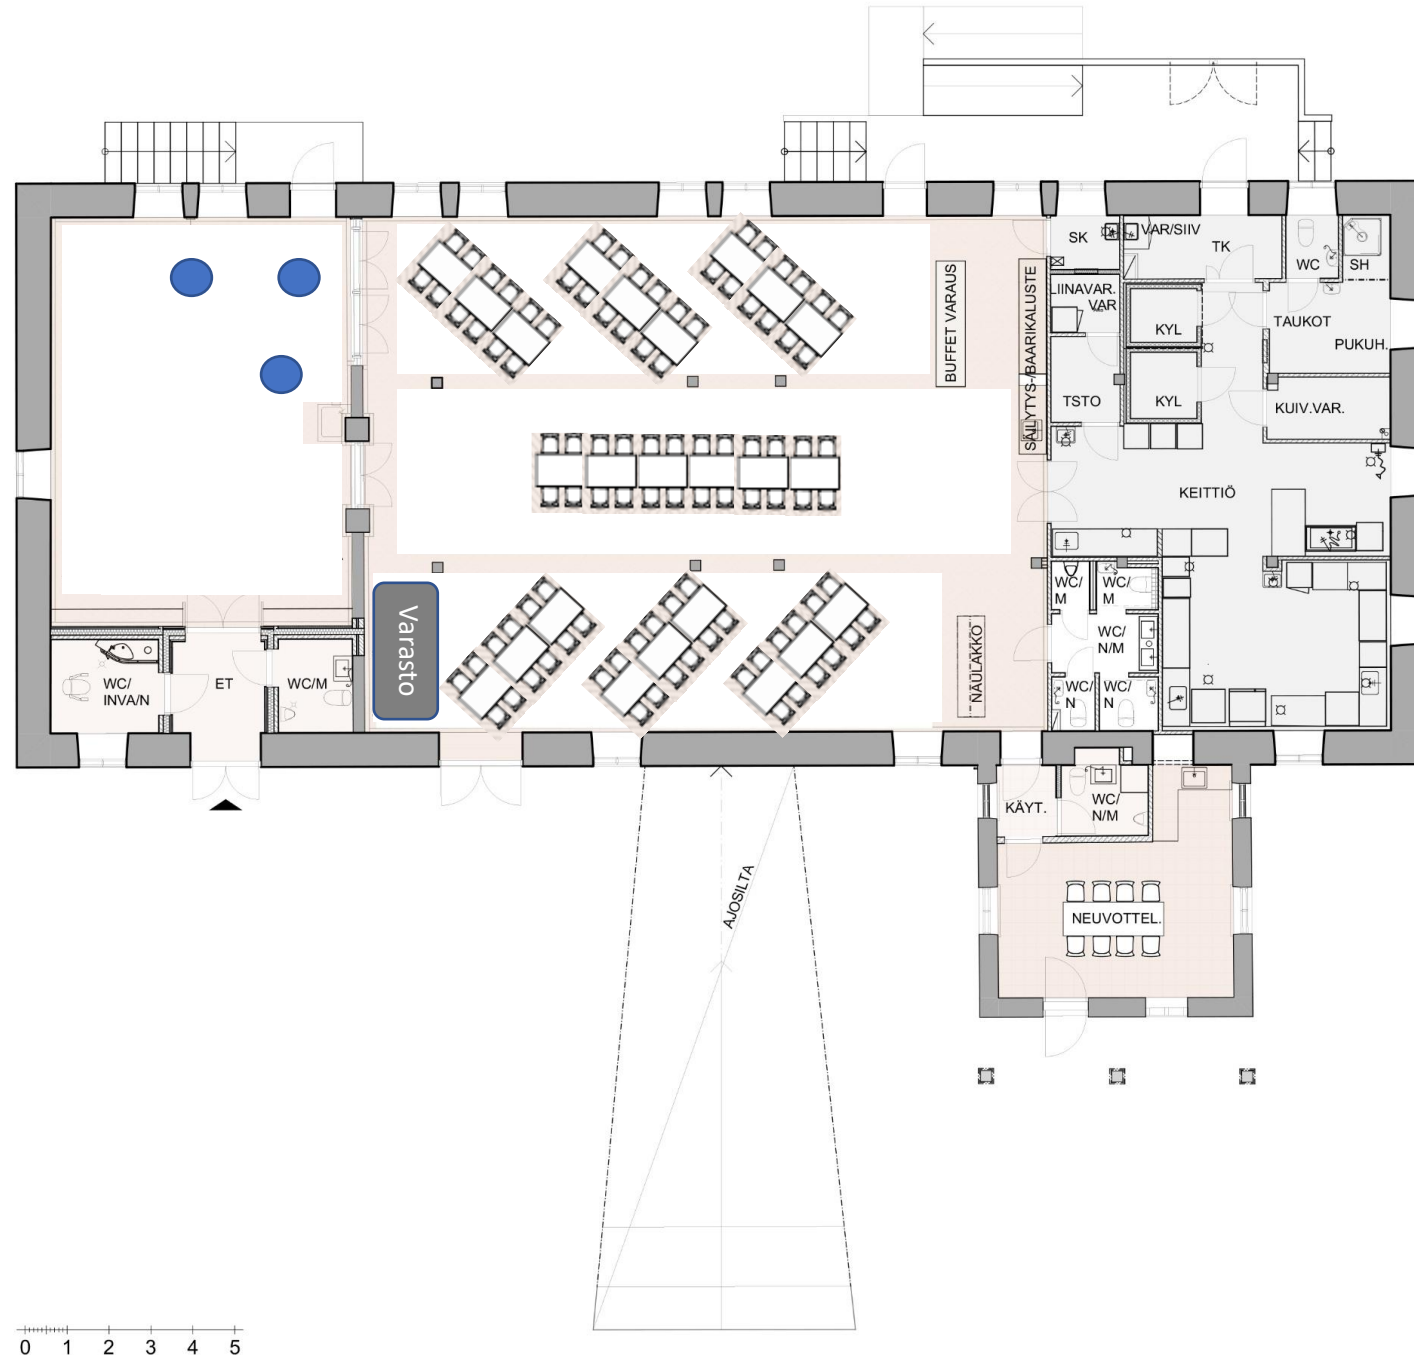 SK
VAR/SIIV
TK
WC
SH
LIINAVAR.
VAR
KYL
TAUKOT
PUKUH.
BUFFET VARAUS
SÄILYTYS-/BAARIKALUSTE
TSTO
KYL
KUIV.VAR.
KEITTIÖ
WC/
M
WC/
M
WC/
N/M
WC/
N
WC/
N
Varasto
NAULAKKO
WC/
INVA/N
ET
WC/M
KÄYT.
WC/
N/M
NEUVOTTEL.
AJOSILTA
0 1 2 3 4 5